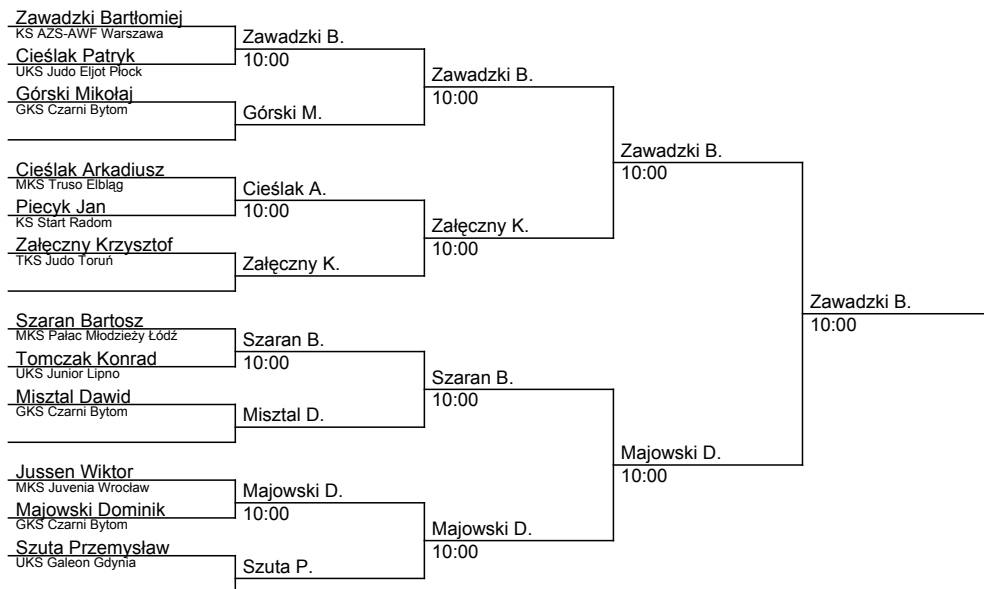 Zawadzki Bartłomiej
KS AZS-AWF Warszawa
Cieślak Patryk
UKS Judo Eljot Płock
Górski Mikołaj
GKS Czarni Bytom
Cieślak Arkadiusz
MKS Truso Elbląg
Piecyk Jan
KS Start Radom
Załęczny Krzysztof
TKS Judo Toruń
Szaran Bartosz
MKS Pałac Młodzieży Łódź
Tomczak Konrad
UKS Junior Lipno
Misztal Dawid
GKS Czarni Bytom
Jussen Wiktor
MKS Juvenia Wrocław
Majowski Dominik
GKS Czarni Bytom
Szuta Przemysław
UKS Galeon Gdynia
Zawadzki B.
10:00
Górski M.
Cieślak A.
10:00
Załęczny K.
Szaran B.
10:00
Misztal D.
Majowski D.
10:00
Szuta P.
Zawadzki B.
10:00
Załęczny K.
10:00
Szaran B.
10:00
Majowski D.
10:00
Zawadzki B.
10:00
Majowski D.
10:00
Zawadzki B.
10:00